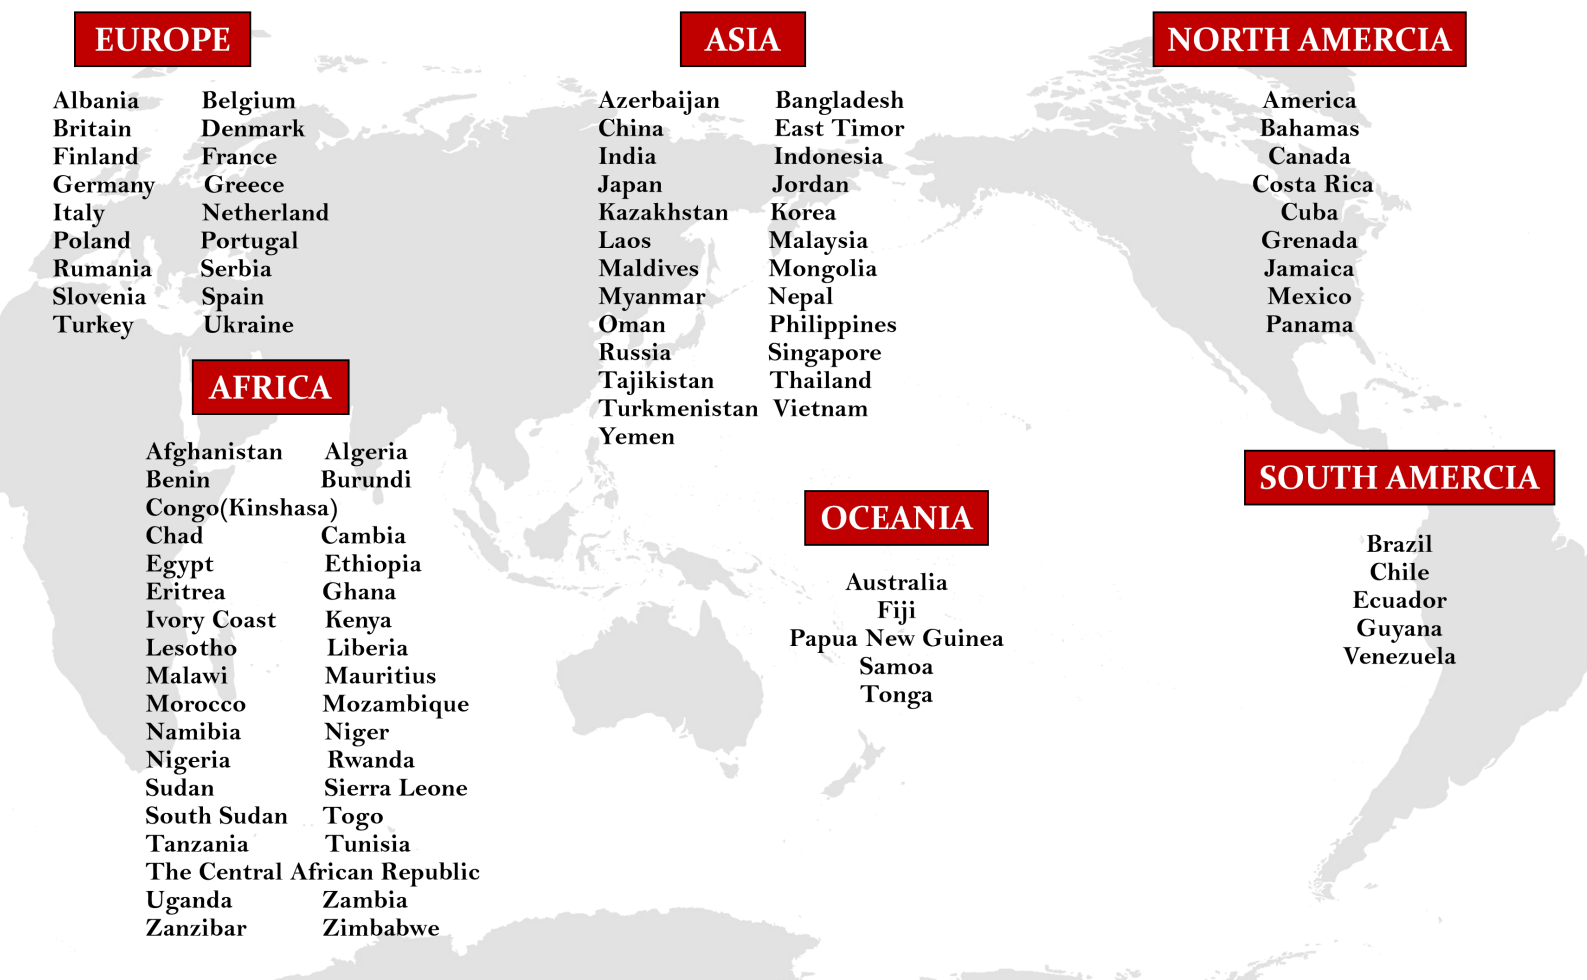 EUROPE
Albania Belgium
Britain Denmark
Finland France
Germany Greece
Italy Netherland
Poland Portugal
Rumania Serbia
Slovenia Spain
Turkey Ukraine
AFRICA
Afghanistan Algeria
Benin Burundi
Congo(Kinshasa)
Chad Cambia
Egypt Ethiopia
Eritrea Ghana
Ivory Coast Kenya
Lesotho Liberia
Malawi Mauritius
Morocco Mozambique
Namibia Niger
Nigeria Rwanda
Sudan Sierra Leone
South Sudan Togo
Tanzania Tunisia
The Central African Republic
Uganda Zambia
Zanzibar Zimbabwe
ASIA
Azerbaijan Bangladesh
China East Timor
India Indonesia
Japan Jordan
Kazakhstan Korea
Laos Malaysia
Maldives Mongolia
Myanmar Nepal
Oman Philippines
Russia Singapore
Tajikistan Thailand
Turkmenistan Vietnam
Yemen
OCEANIA
Australia
Fiji
Papua New Guinea
Samoa
Tonga
NORTH AMERCIA
America
Bahamas
Canada
Costa Rica
Cuba
Grenada
Jamaica
Mexico
Panama
SOUTH AMERCIA
Brazil
Chile
Ecuador
Guyana
Venezuela